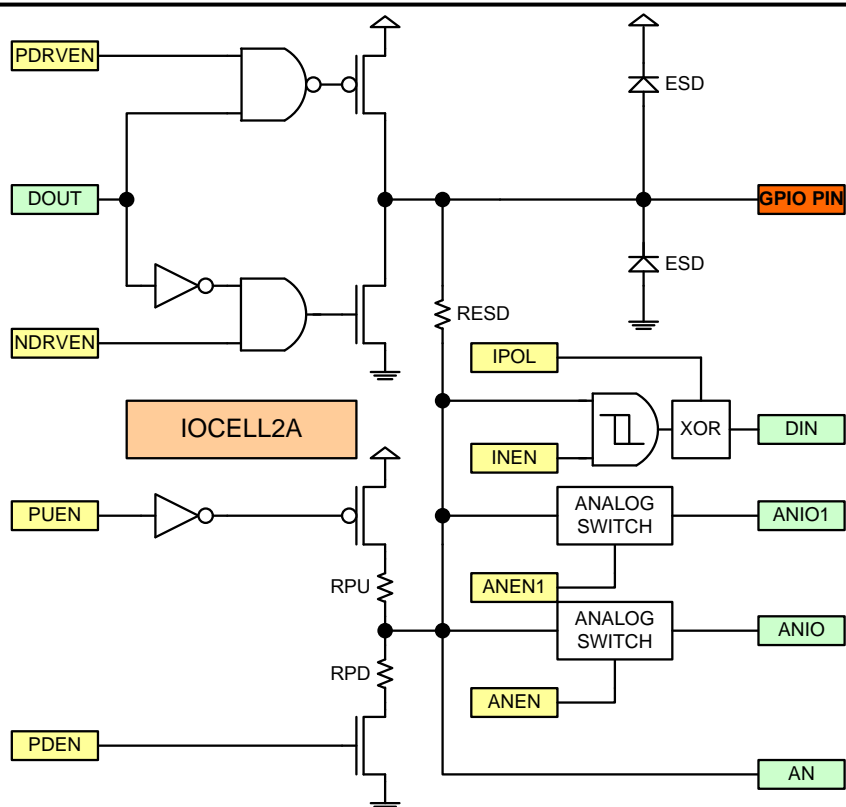 PDRVEN
ESD
DOUT
GPIO PIN
ESD
RESD
NDRVEN
IPOL
IOCELL2A
XOR
DIN
INEN
PUEN
ANALOG
SWITCH
ANIO1
RPU
ANEN1
ANALOG
SWITCH
ANIO
RPD
ANEN
PDEN
AN